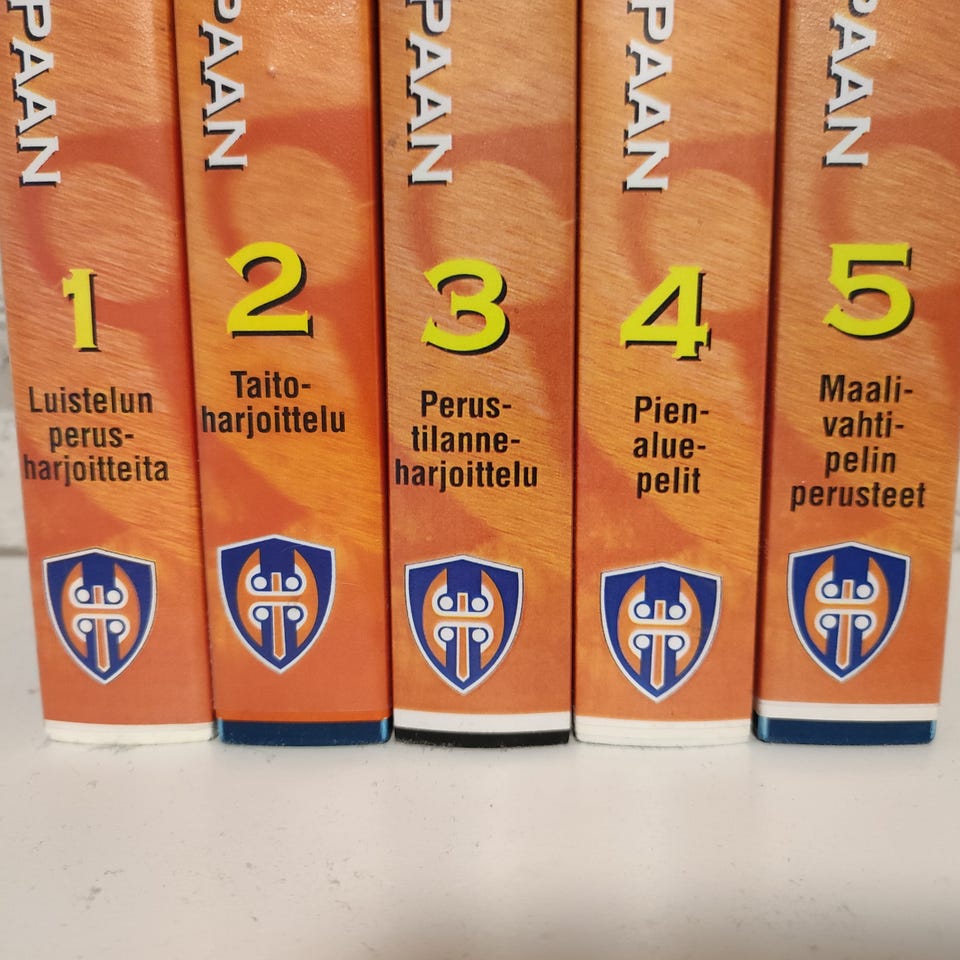 PAAN
1
Luistelun
perus-
harjoitteita
PAAN
2
Taito-
harjoittelu
PAAN
3
Perus-
tilanne-
harjoittelu
PAAN
4
Pien-
alue-
pelit
PAAN
5
Maali-
vahti-
pelin
perusteet